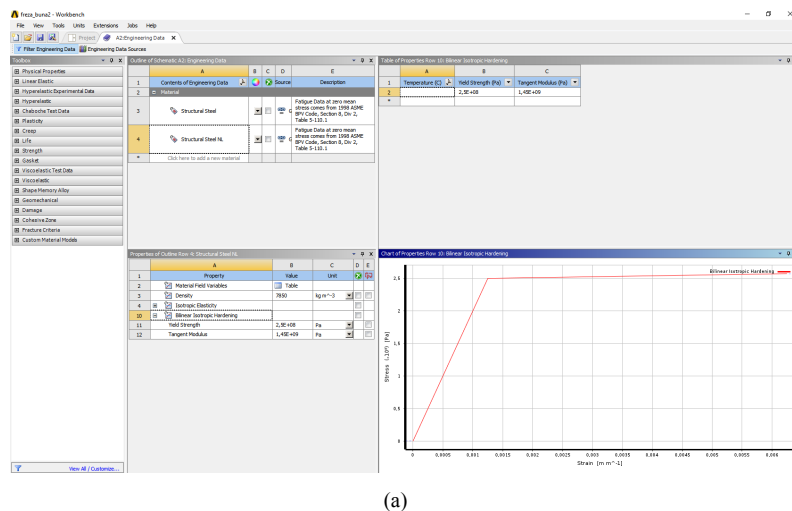 freza_buna2 - Workbench
File View Tools Units Extensions Jobs Help
Project A2:Engineering Data
Filter Engineering Data Engineering Data Sources
Toolbox
Physical Properties
Linear Elastic
Hyperelastic Experimental Data
Hyperelastic
Chaboche Test Data
Plasticity
Creep
Life
Strength
Gasket
Viscoelastic Test Data
Viscoelastic
Shape Memory Alloy
Geomechanical
Damage
Cohesive Zone
Fracture Criteria
Custom Material Models
View All / Customize...
Outline of Schematic A2: Engineering Data
A B C D E
1 Contents of Engineering Data Source Description
2 Material
3 Structural Steel Fatigue Data at zero mean stress comes from 1998 ASME BPV Code, Section 8, Div 2, Table 5-110.1
4 Structural Steel NL Fatigue Data at zero mean stress comes from 1998 ASME BPV Code, Section 8, Div 2, Table 5-110.1
* Click here to add a new material
Table of Properties Row 10: Bilinear Isotropic Hardening
A B C
1 Temperature (C) Yield Strength (Pa) Tangent Modulus (Pa)
2 2,5E+08 1,45E+09
*
Properties of Outline Row 4: Structural Steel NL
A B C D E
1 Property Value Unit
2 Material Field Variables Table
3 Density 7850 kg m^-3
4 Isotropic Elasticity
10 Bilinear Isotropic Hardening
11 Yield Strength 2,5E+08 Pa
12 Tangent Modulus 1,45E+09 Pa
Chart of Properties Row 10: Bilinear Isotropic Hardening
Bilinear Isotropic Hardening
2,5
2
1,5
1
0,5
0
Stress (.10⁸) [Pa]
0 0,0005 0,001 0,0015 0,002 0,0025 0,003 0,0035 0,004 0,0045 0,005 0,0055 0,006
Strain [m m^-1]
(a)